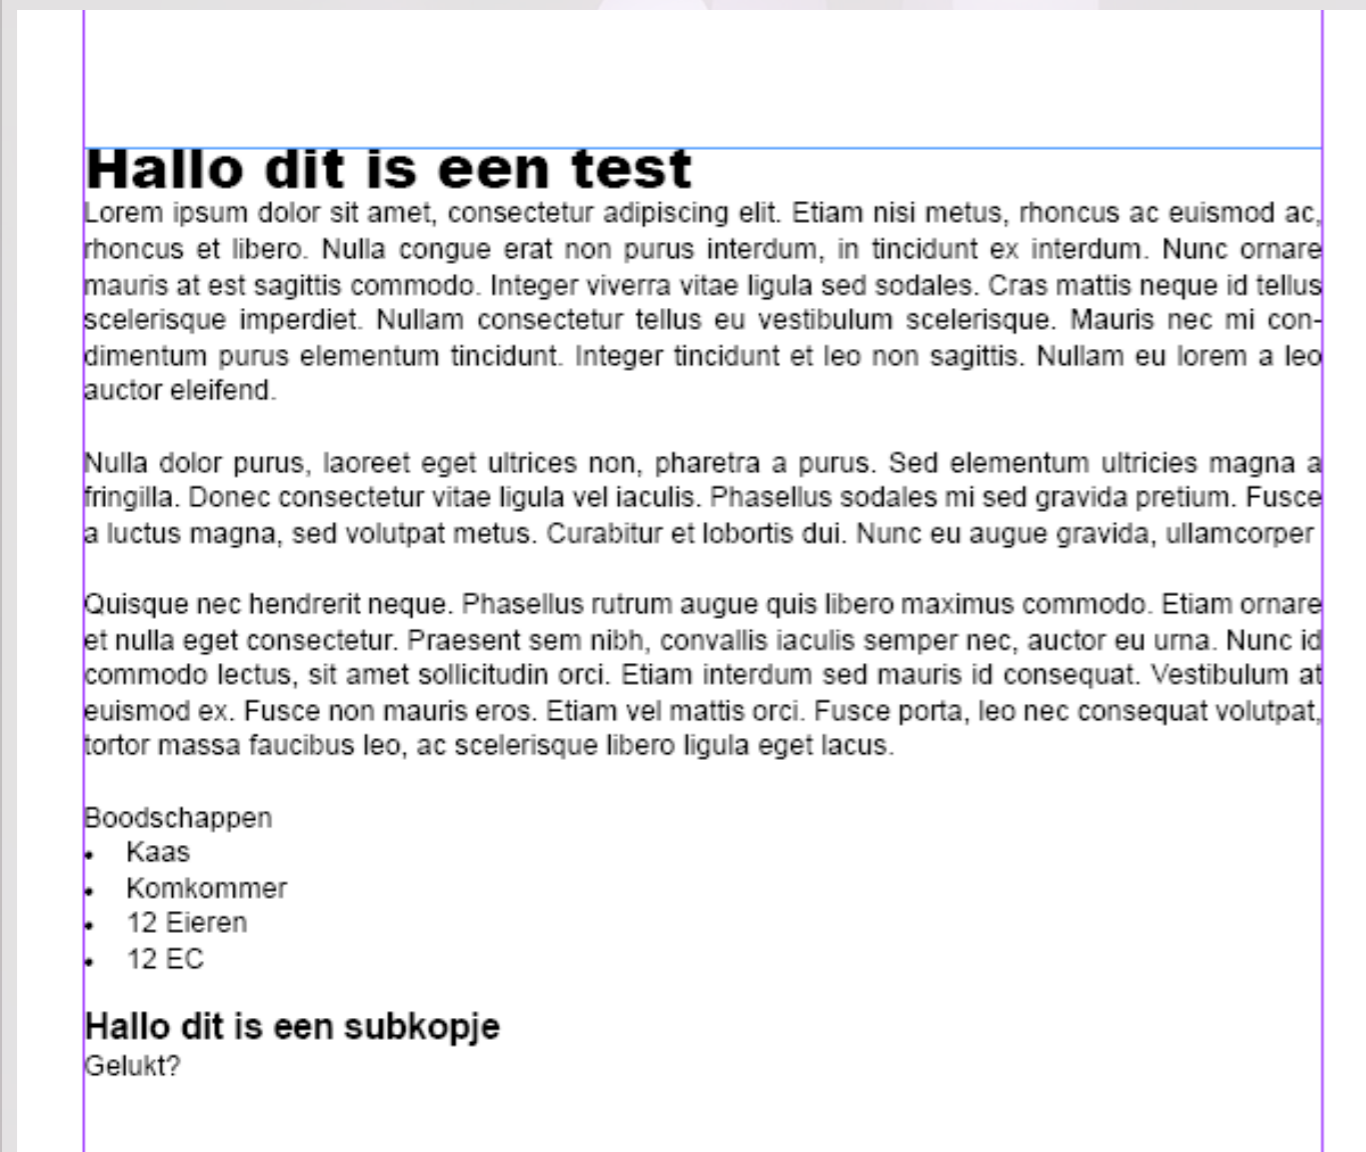 Hallo dit is een test
Lorem ipsum dolor sit amet, consectetur adipiscing elit. Etiam nisi metus, rhoncus ac euismod ac,
rhoncus et libero. Nulla congue erat non purus interdum, in tincidunt ex interdum. Nunc ornare
mauris at est sagittis commodo. Integer viverra vitae ligula sed sodales. Cras mattis neque id tellus
scelerisque imperdiet. Nullam consectetur tellus eu vestibulum scelerisque. Mauris nec mi con-
dimentum purus elementum tincidunt. Integer tincidunt et leo non sagittis. Nullam eu lorem a leo
auctor eleifend.
Nulla dolor purus, laoreet eget ultrices non, pharetra a purus. Sed elementum ultricies magna a
fringilla. Donec consectetur vitae ligula vel iaculis. Phasellus sodales mi sed gravida pretium. Fusce
a luctus magna, sed volutpat metus. Curabitur et lobortis dui. Nunc eu augue gravida, ullamcorper
Quisque nec hendrerit neque. Phasellus rutrum augue quis libero maximus commodo. Etiam ornare
et nulla eget consectetur. Praesent sem nibh, convallis iaculis semper nec, auctor eu urna. Nunc id
commodo lectus, sit amet sollicitudin orci. Etiam interdum sed mauris id consequat. Vestibulum at
euismod ex. Fusce non mauris eros. Etiam vel mattis orci. Fusce porta, leo nec consequat volutpat,
tortor massa faucibus leo, ac scelerisque libero ligula eget lacus.
Boodschappen
• Kaas
• Komkommer
• 12 Eieren
• 12 EC
Hallo dit is een subkopje
Gelukt?